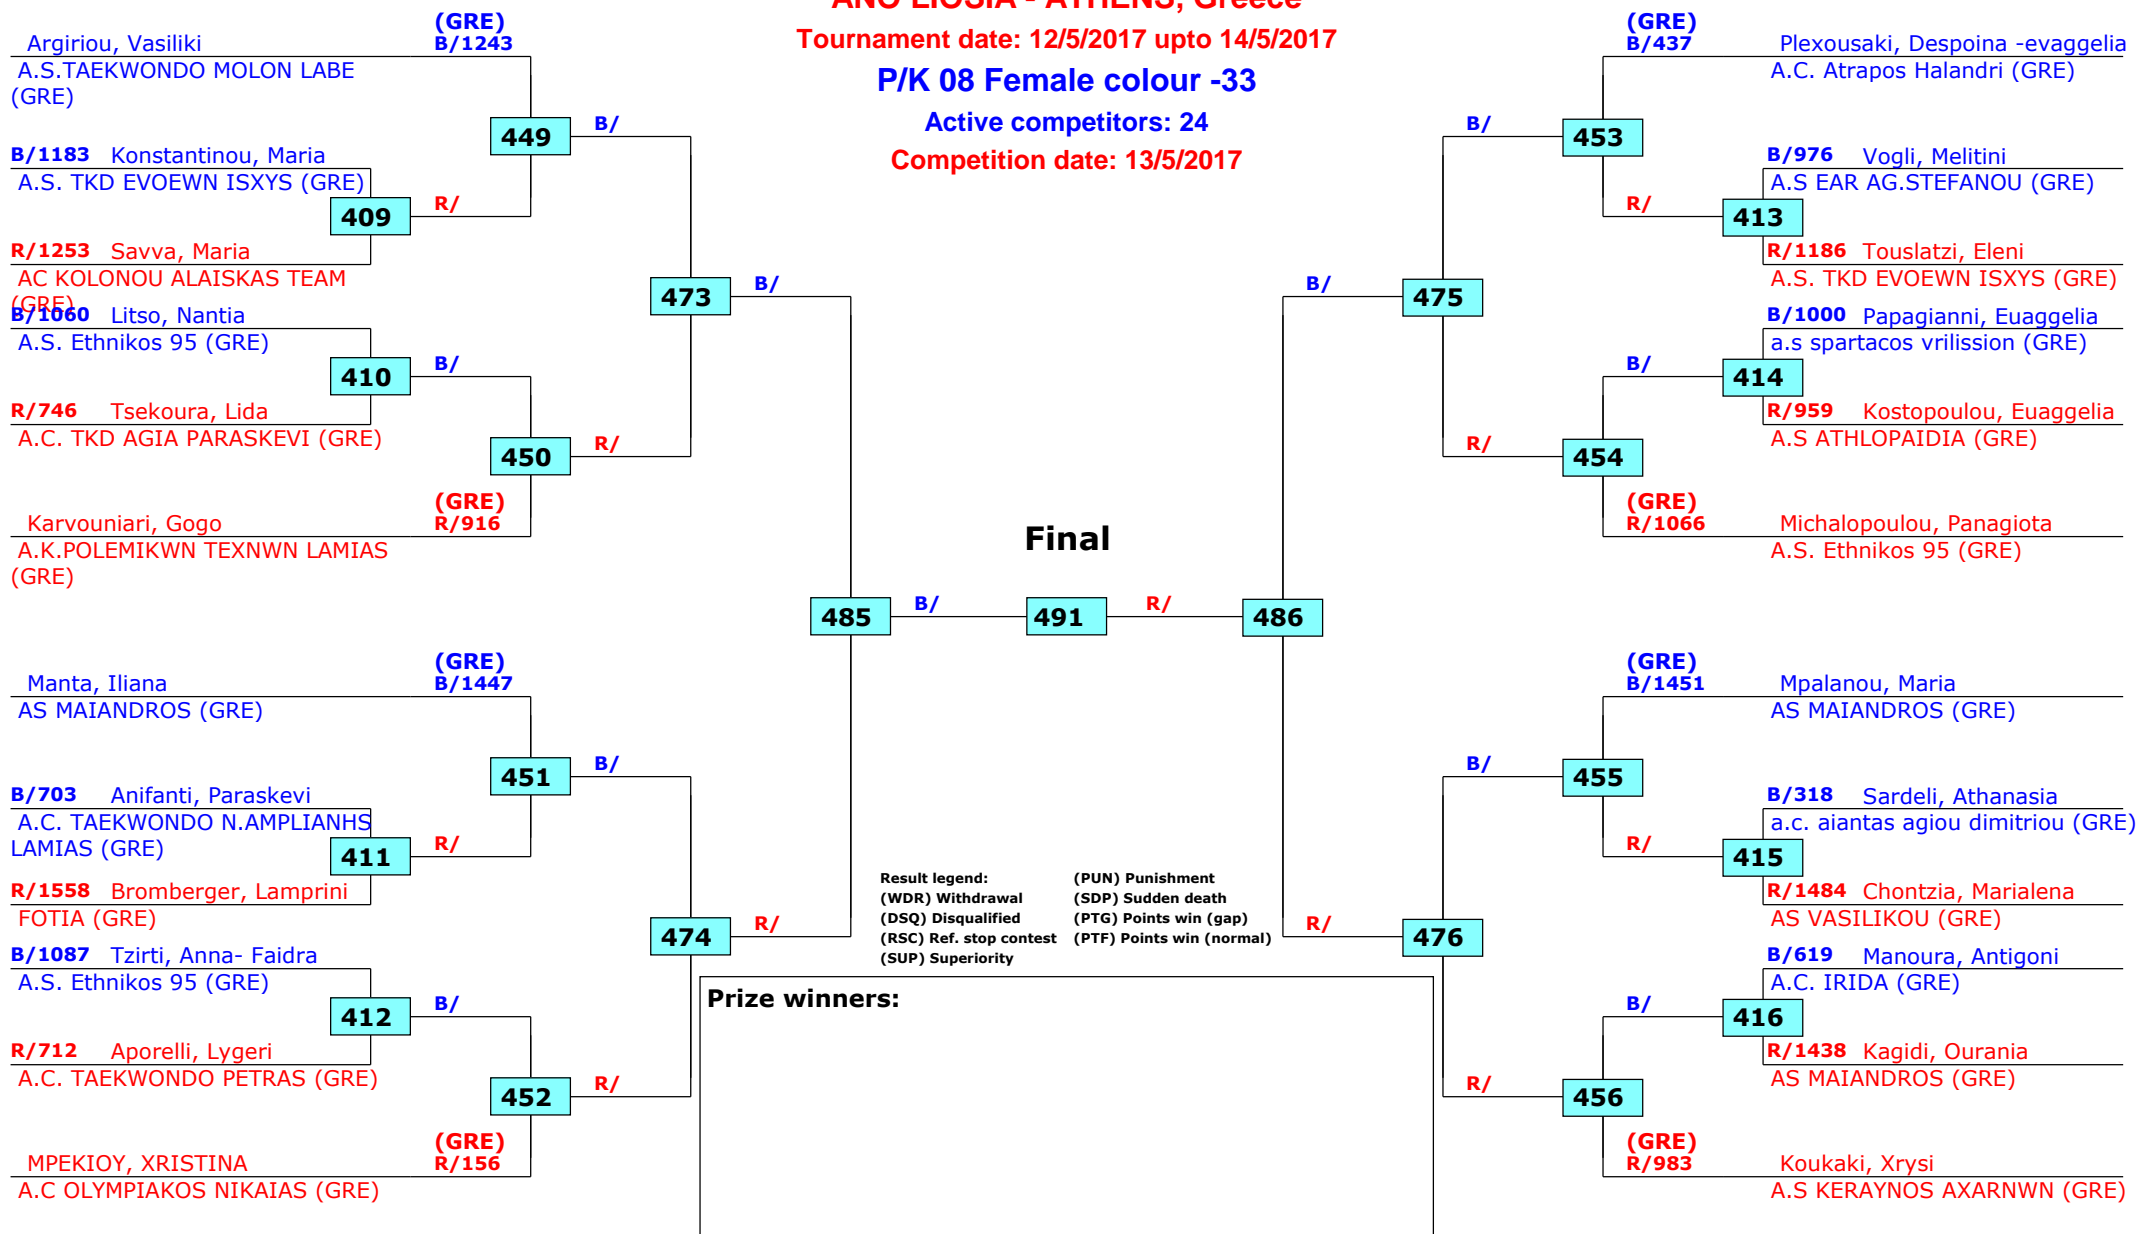 ANO LIOSIA - ATHENS, Greece
Tournament date: 12/5/2017 upto 14/5/2017
P/K 08 Female colour -33
Active competitors: 24
Competition date: 13/5/2017
(GRE)
Argiriou, Vasiliki B/1243
A.S.TAEKWONDO MOLON LABE
(GRE)
449
B/
B/1183 Konstantinou, Maria
A.S. TKD EVOEWN ISXYS (GRE)
409
R/
R/1253 Savva, Maria
AC KOLONOU ALAISKAS TEAM
(GRE)
473
B/
B/1060 Litso, Nantia
A.S. Ethnikos 95 (GRE)
410
B/
R/746 Tsekoura, Lida
A.C. TKD AGIA PARASKEVI (GRE)
450
R/
(GRE)
Karvouniari, Gogo R/916
A.K.POLEMIKWN TEXNWN LAMIAS
(GRE)
Final
485
B/
491
R/
486
(GRE)
Manta, Iliana B/1447
AS MAIANDROS (GRE)
451
B/
B/703 Anifanti, Paraskevi
A.C. TAEKWONDO N.AMPLIANHS
LAMIAS (GRE)
411
R/
R/1558 Bromberger, Lamprini
FOTIA (GRE)
474
R/
B/1087 Tzirti, Anna- Faidra
A.S. Ethnikos 95 (GRE)
412
B/
R/712 Aporelli, Lygeri
A.C. TAEKWONDO PETRAS (GRE)
452
R/
(GRE)
MPEKIOY, XRISTINA R/156
A.C OLYMPIAKOS NIKAIAS (GRE)
(GRE)
B/437 Plexousaki, Despoina -evaggelia
A.C. Atrapos Halandri (GRE)
B/
453
B/976 Vogli, Melitini
A.S EAR AG.STEFANOU (GRE)
R/
413
R/1186 Touslatzi, Eleni
A.S. TKD EVOEWN ISXYS (GRE)
B/
475
B/1000 Papagianni, Euaggelia
a.s spartacos vrilission (GRE)
B/
414
R/959 Kostopoulou, Euaggelia
A.S ATHLOPAIDIA (GRE)
R/
454
(GRE)
R/1066 Michalopoulou, Panagiota
A.S. Ethnikos 95 (GRE)
(GRE)
B/1451 Mpalanou, Maria
AS MAIANDROS (GRE)
B/
455
B/318 Sardeli, Athanasia
a.c. aiantas agiou dimitriou (GRE)
R/
415
R/1484 Chontzia, Marialena
AS VASILIKOU (GRE)
R/
476
B/619 Manoura, Antigoni
A.C. IRIDA (GRE)
B/
416
R/1438 Kagidi, Ourania
AS MAIANDROS (GRE)
R/
456
(GRE)
R/983 Koukaki, Xrysi
A.S KERAYNOS AXARNWN (GRE)
Result legend: (PUN) Punishment
(WDR) Withdrawal (SDP) Sudden death
(DSQ) Disqualified (PTG) Points win (gap)
(RSC) Ref. stop contest (PTF) Points win (normal)
(SUP) Superiority
Prize winners: